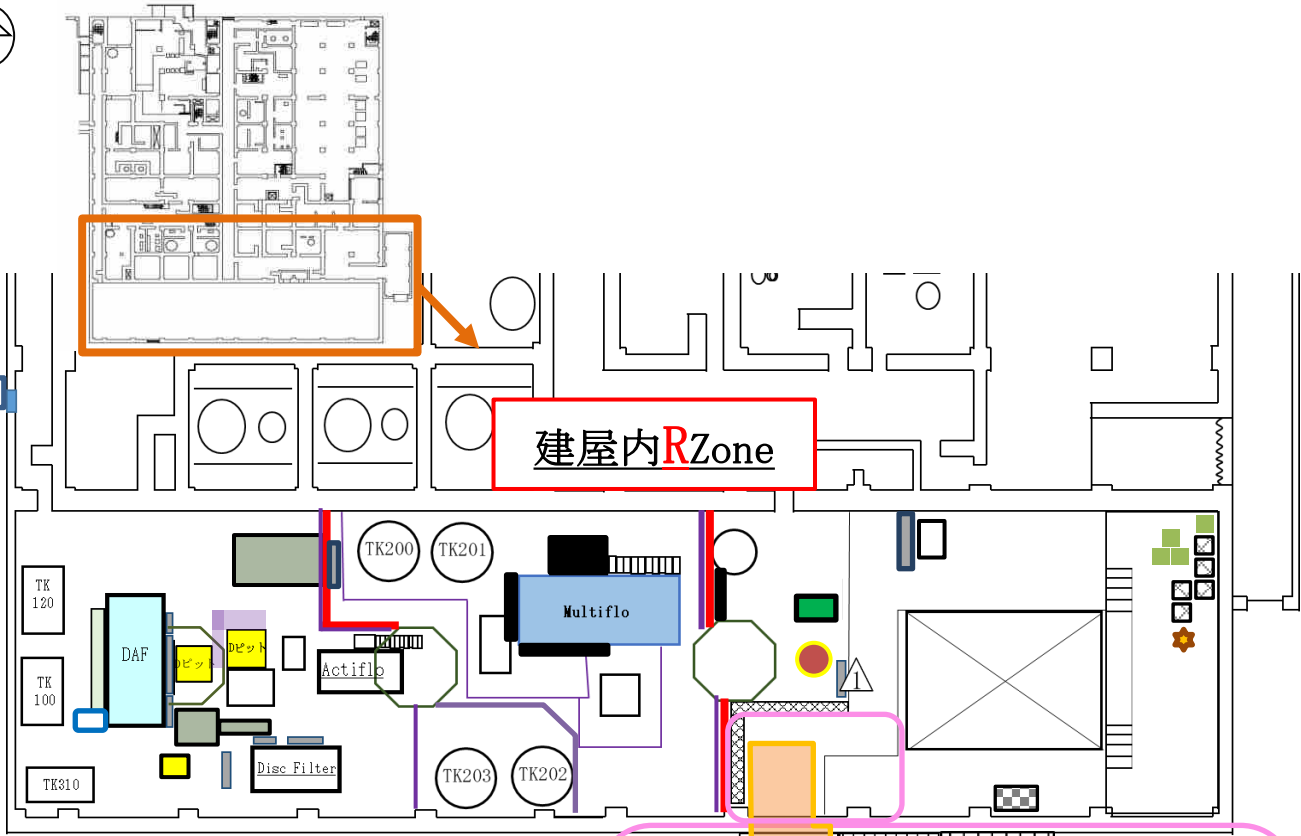 建屋内RZone
TK200
TK201
TK
120
Multiflo
DAF
Dピット
Dピット
Actiflo
TK
100
1
TK310
Disc Filter
TK203
TK202